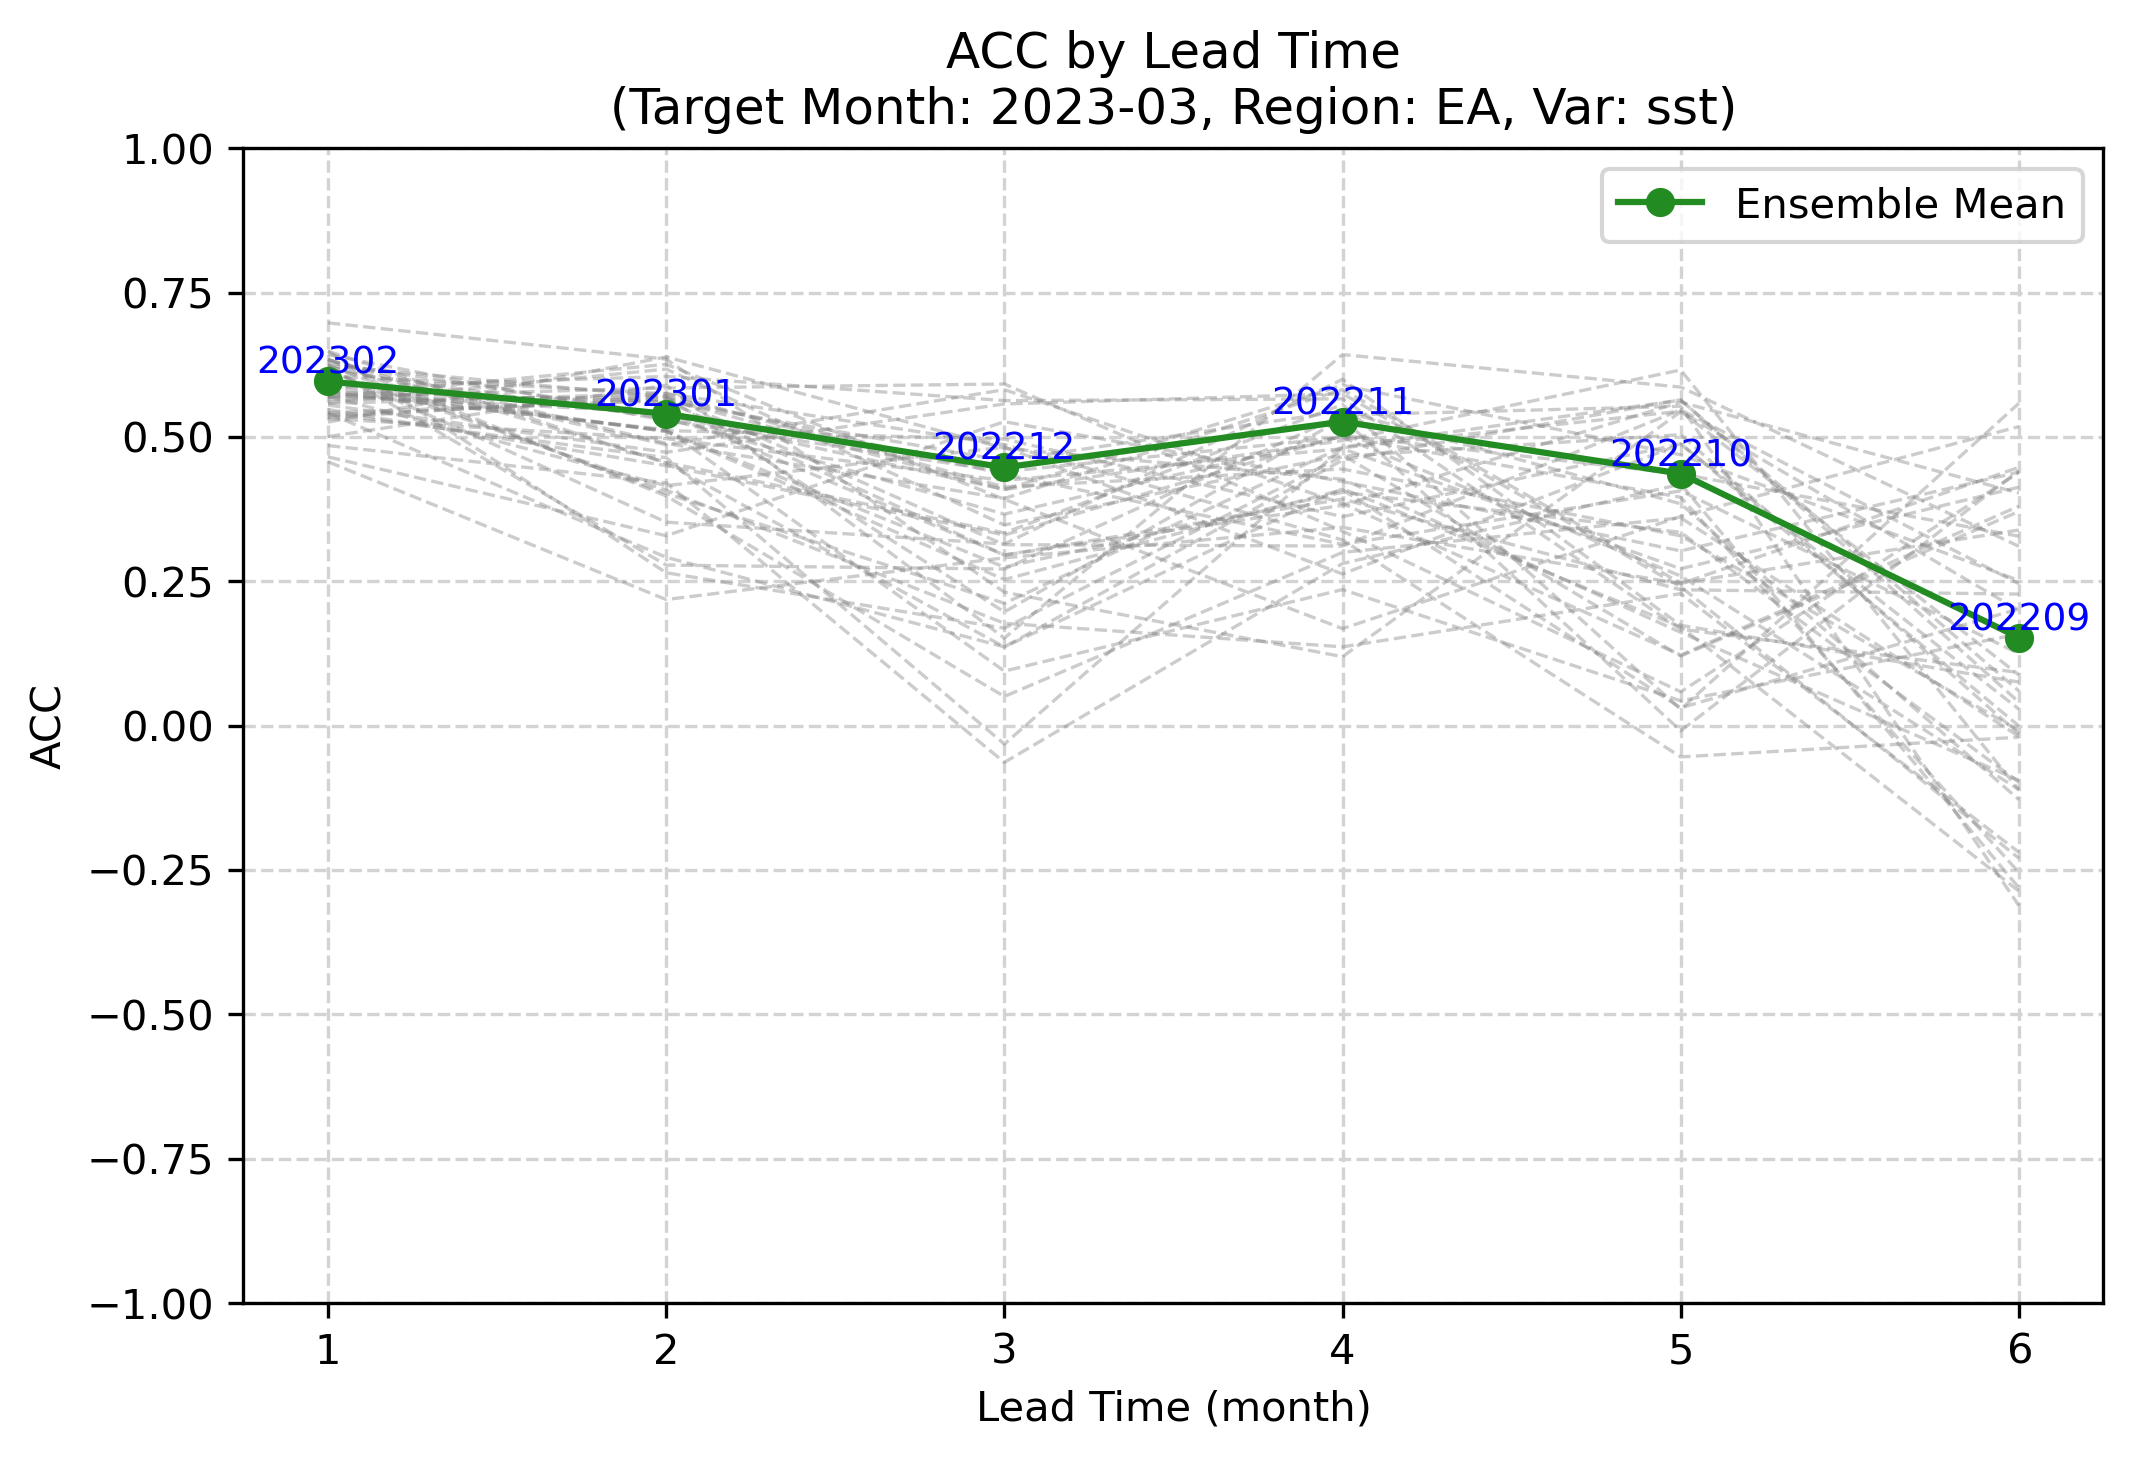 ACC by Lead Time
(Target Month: 2023-03, Region: EA, Var: sst)
1.00
0.75
0.50
0.25
0.00
−0.25
−0.50
−0.75
−1.00
ACC
Ensemble Mean
202302
202301
202212
202211
202210
202209
1 2 3 4 5 6
Lead Time (month)